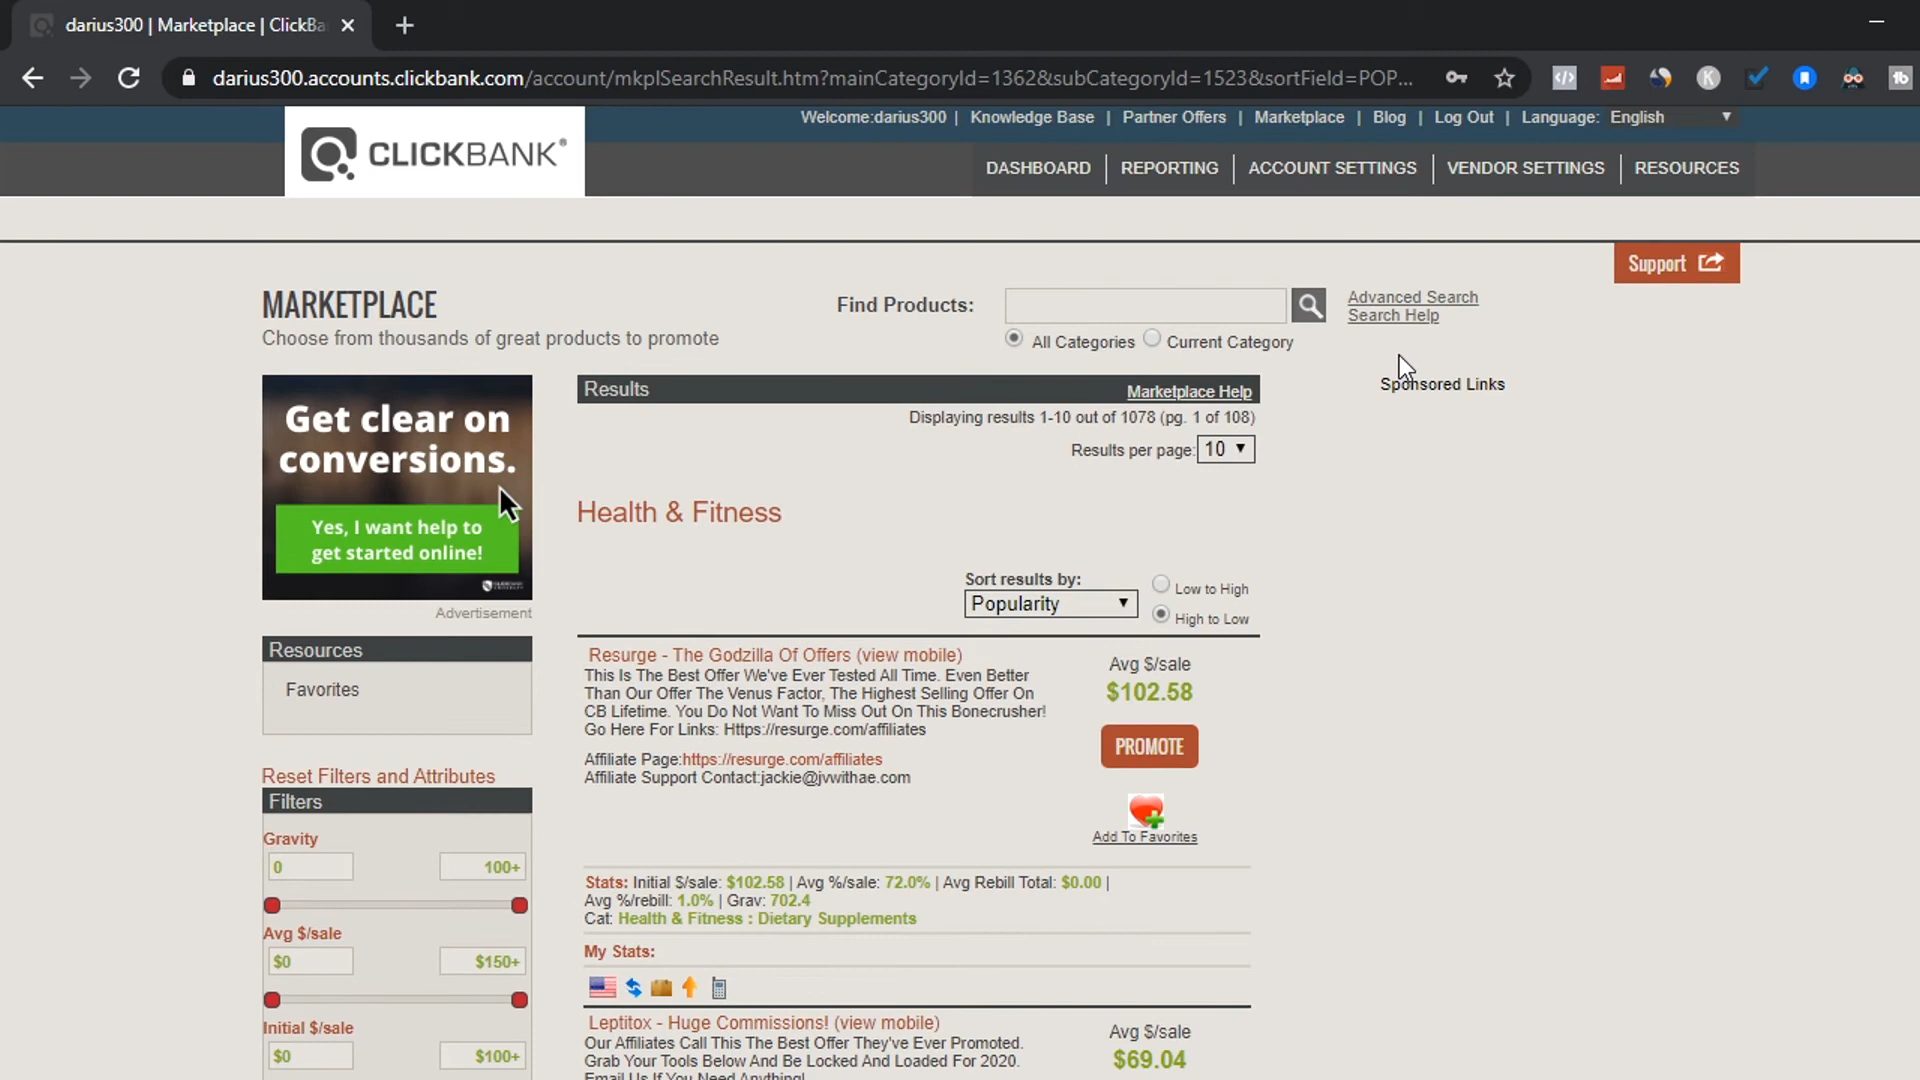 darius300 | Marketplace | ClickBa
darius300.accounts.clickbank.com/account/mkplSearchResult.htm?mainCategoryId=1362&subCategoryId=1523&sortField=POP...
Welcome:darius300 | Knowledge Base | Partner Offers | Marketplace | Blog | Log Out | Language: English
CLICKBANK®
DASHBOARD | REPORTING | ACCOUNT SETTINGS | VENDOR SETTINGS | RESOURCES
Support
MARKETPLACE
Choose from thousands of great products to promote
Find Products:
Advanced Search
Search Help
All Categories Current Category
Sponsored Links
Get clear on
conversions.
Yes, I want help to
get started online!
Advertisement
Results
Marketplace Help
Displaying results 1-10 out of 1078 (pg. 1 of 108)
Results per page: 10
Health & Fitness
Sort results by:
Popularity
Low to High
High to Low
Resources
Favorites
Reset Filters and Attributes
Filters
Gravity
0 100+
Avg $/sale
$0 $150+
Initial $/sale
$0 $100+
Resurge - The Godzilla Of Offers (view mobile)
This Is The Best Offer We've Ever Tested All Time. Even Better
Than Our Offer The Venus Factor, The Highest Selling Offer On
CB Lifetime. You Do Not Want To Miss Out On This Bonecrusher!
Go Here For Links: Https://resurge.com/affiliates
Affiliate Page:https://resurge.com/affiliates
Affiliate Support Contact:jackie@jvwithae.com
Avg $/sale
$102.58
PROMOTE
Add To Favorites
Stats: Initial $/sale: $102.58 | Avg %/sale: 72.0% | Avg Rebill Total: $0.00 |
Avg %/rebill: 1.0% | Grav: 702.4
Cat: Health & Fitness : Dietary Supplements
My Stats:
Leptitox - Huge Commissions! (view mobile)
Our Affiliates Call This The Best Offer They've Ever Promoted.
Grab Your Tools Below And Be Locked And Loaded For 2020.
Email Us If You Need Anything!
Avg $/sale
$69.04